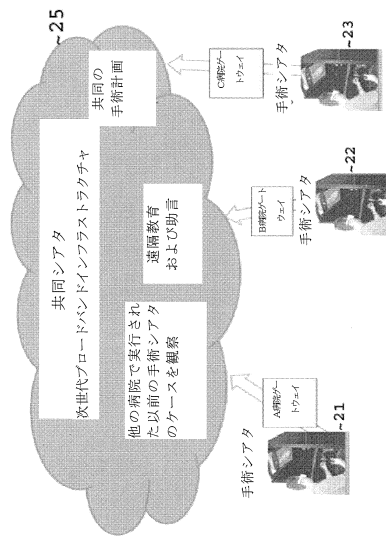 ~25
共同シアタ
次世代ブロードバンドインフラストラクチャ
他の病院で実行され
た以前の手術シアタ
のケースを観察
遠隔教育
および助言
共同の
手術計画
A病院ゲー
トウェイ
B病院ゲート
ウェイ
C病院ゲー
トウェイ
手術シアタ
~21
手術シアタ
~22
手術シアタ
~23